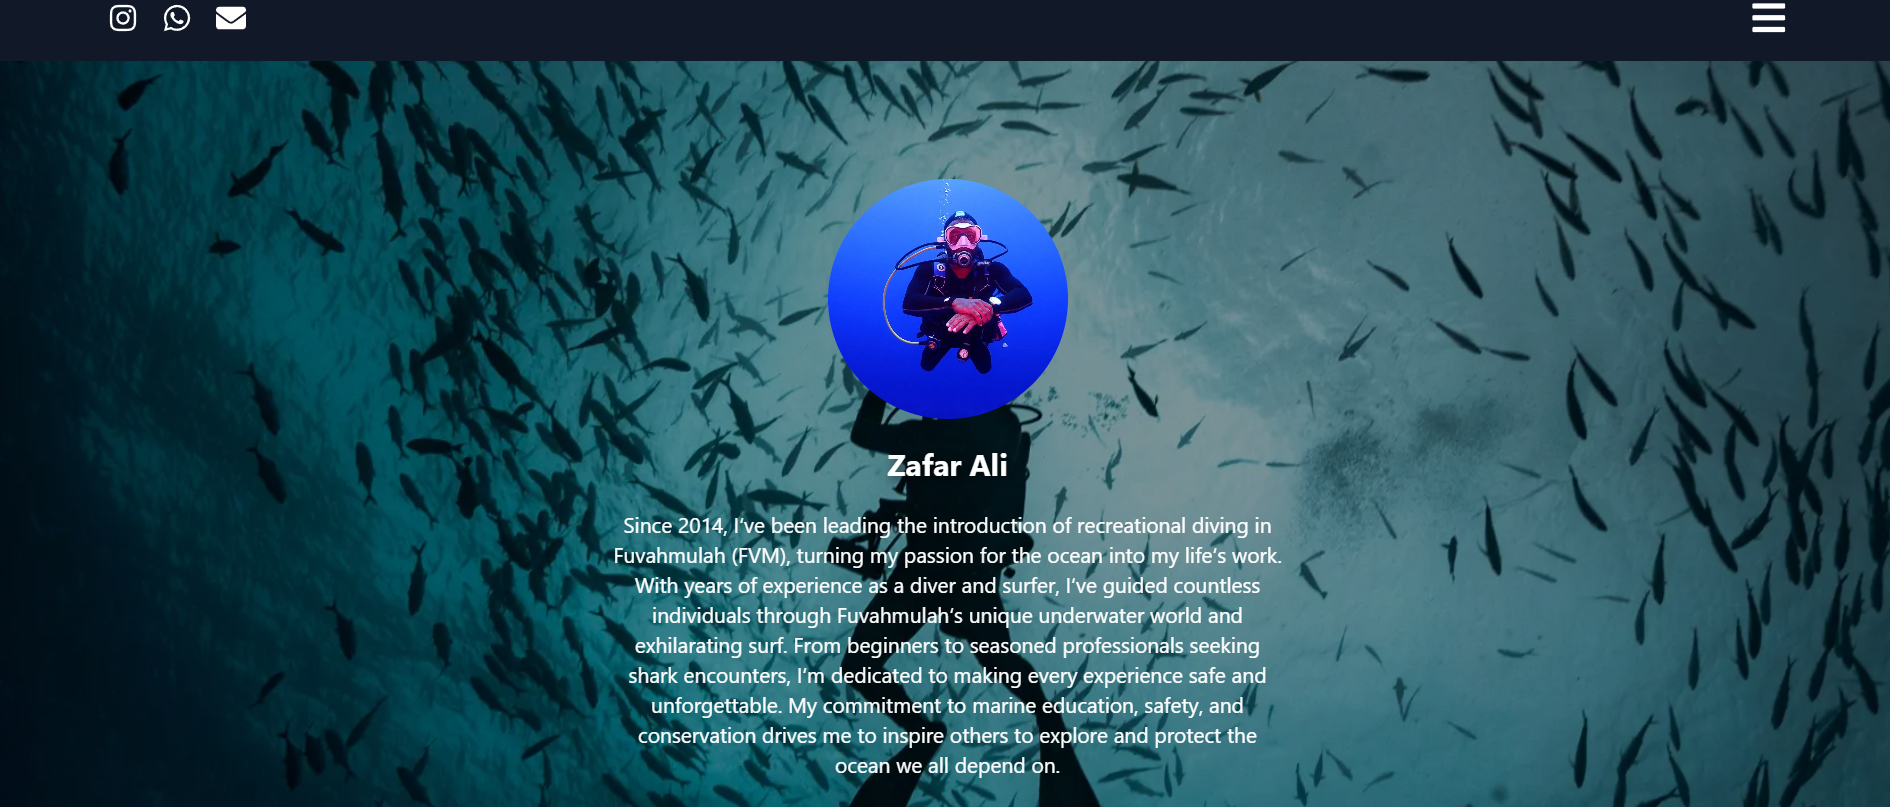 Zafar Ali
Since 2014, I've been leading the introduction of recreational diving in
Fuvahmulah (FVM), turning my passion for the ocean into my life's work.
With years of experience as a diver and surfer, I've guided countless
individuals through Fuvahmulah's unique underwater world and
exhilarating surf. From beginners to seasoned professionals seeking
shark encounters, I'm dedicated to making every experience safe and
unforgettable. My commitment to marine education, safety, and
conservation drives me to inspire others to explore and protect the
ocean we all depend on.